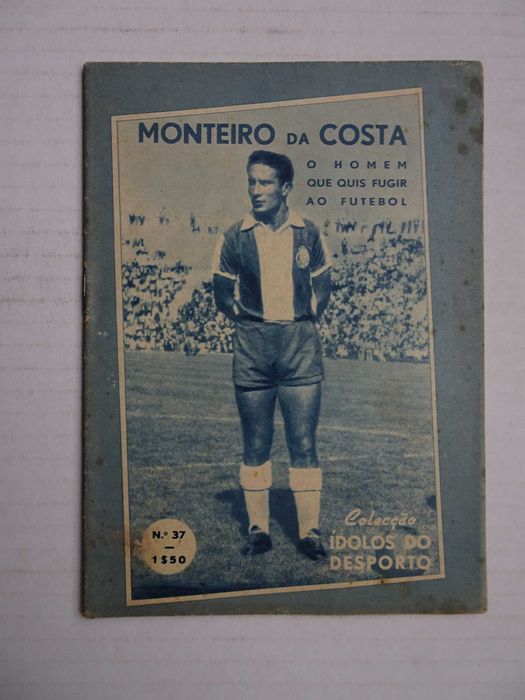 MONTEIRO DA COSTA
O HOMEM
QUE QUIS FUGIR
AO FUTEBOL
N.º 37
1$50
Colecção
ÍDOLOS DO
DESPORTO